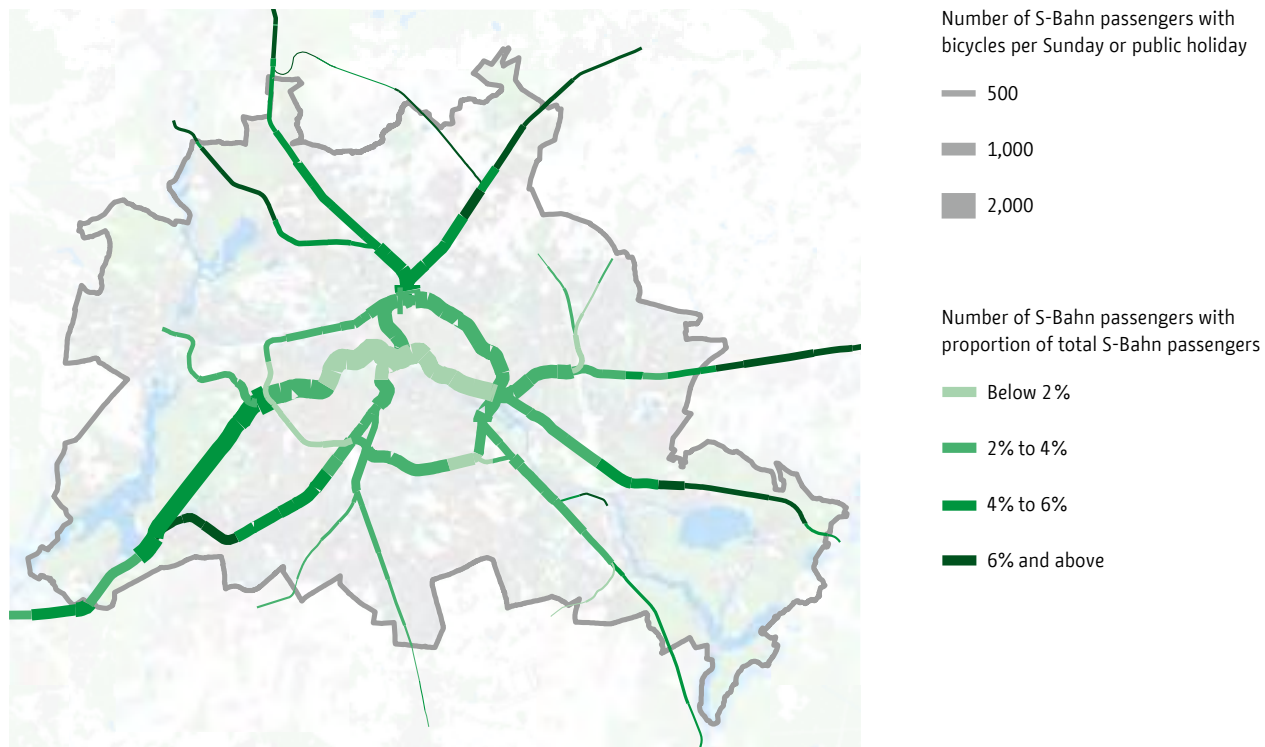 Number of S-Bahn passengers with
bicycles per Sunday or public holiday
500
1,000
2,000
Number of S-Bahn passengers with
proportion of total S-Bahn passengers
Below 2%
2% to 4%
4% to 6%
6% and above